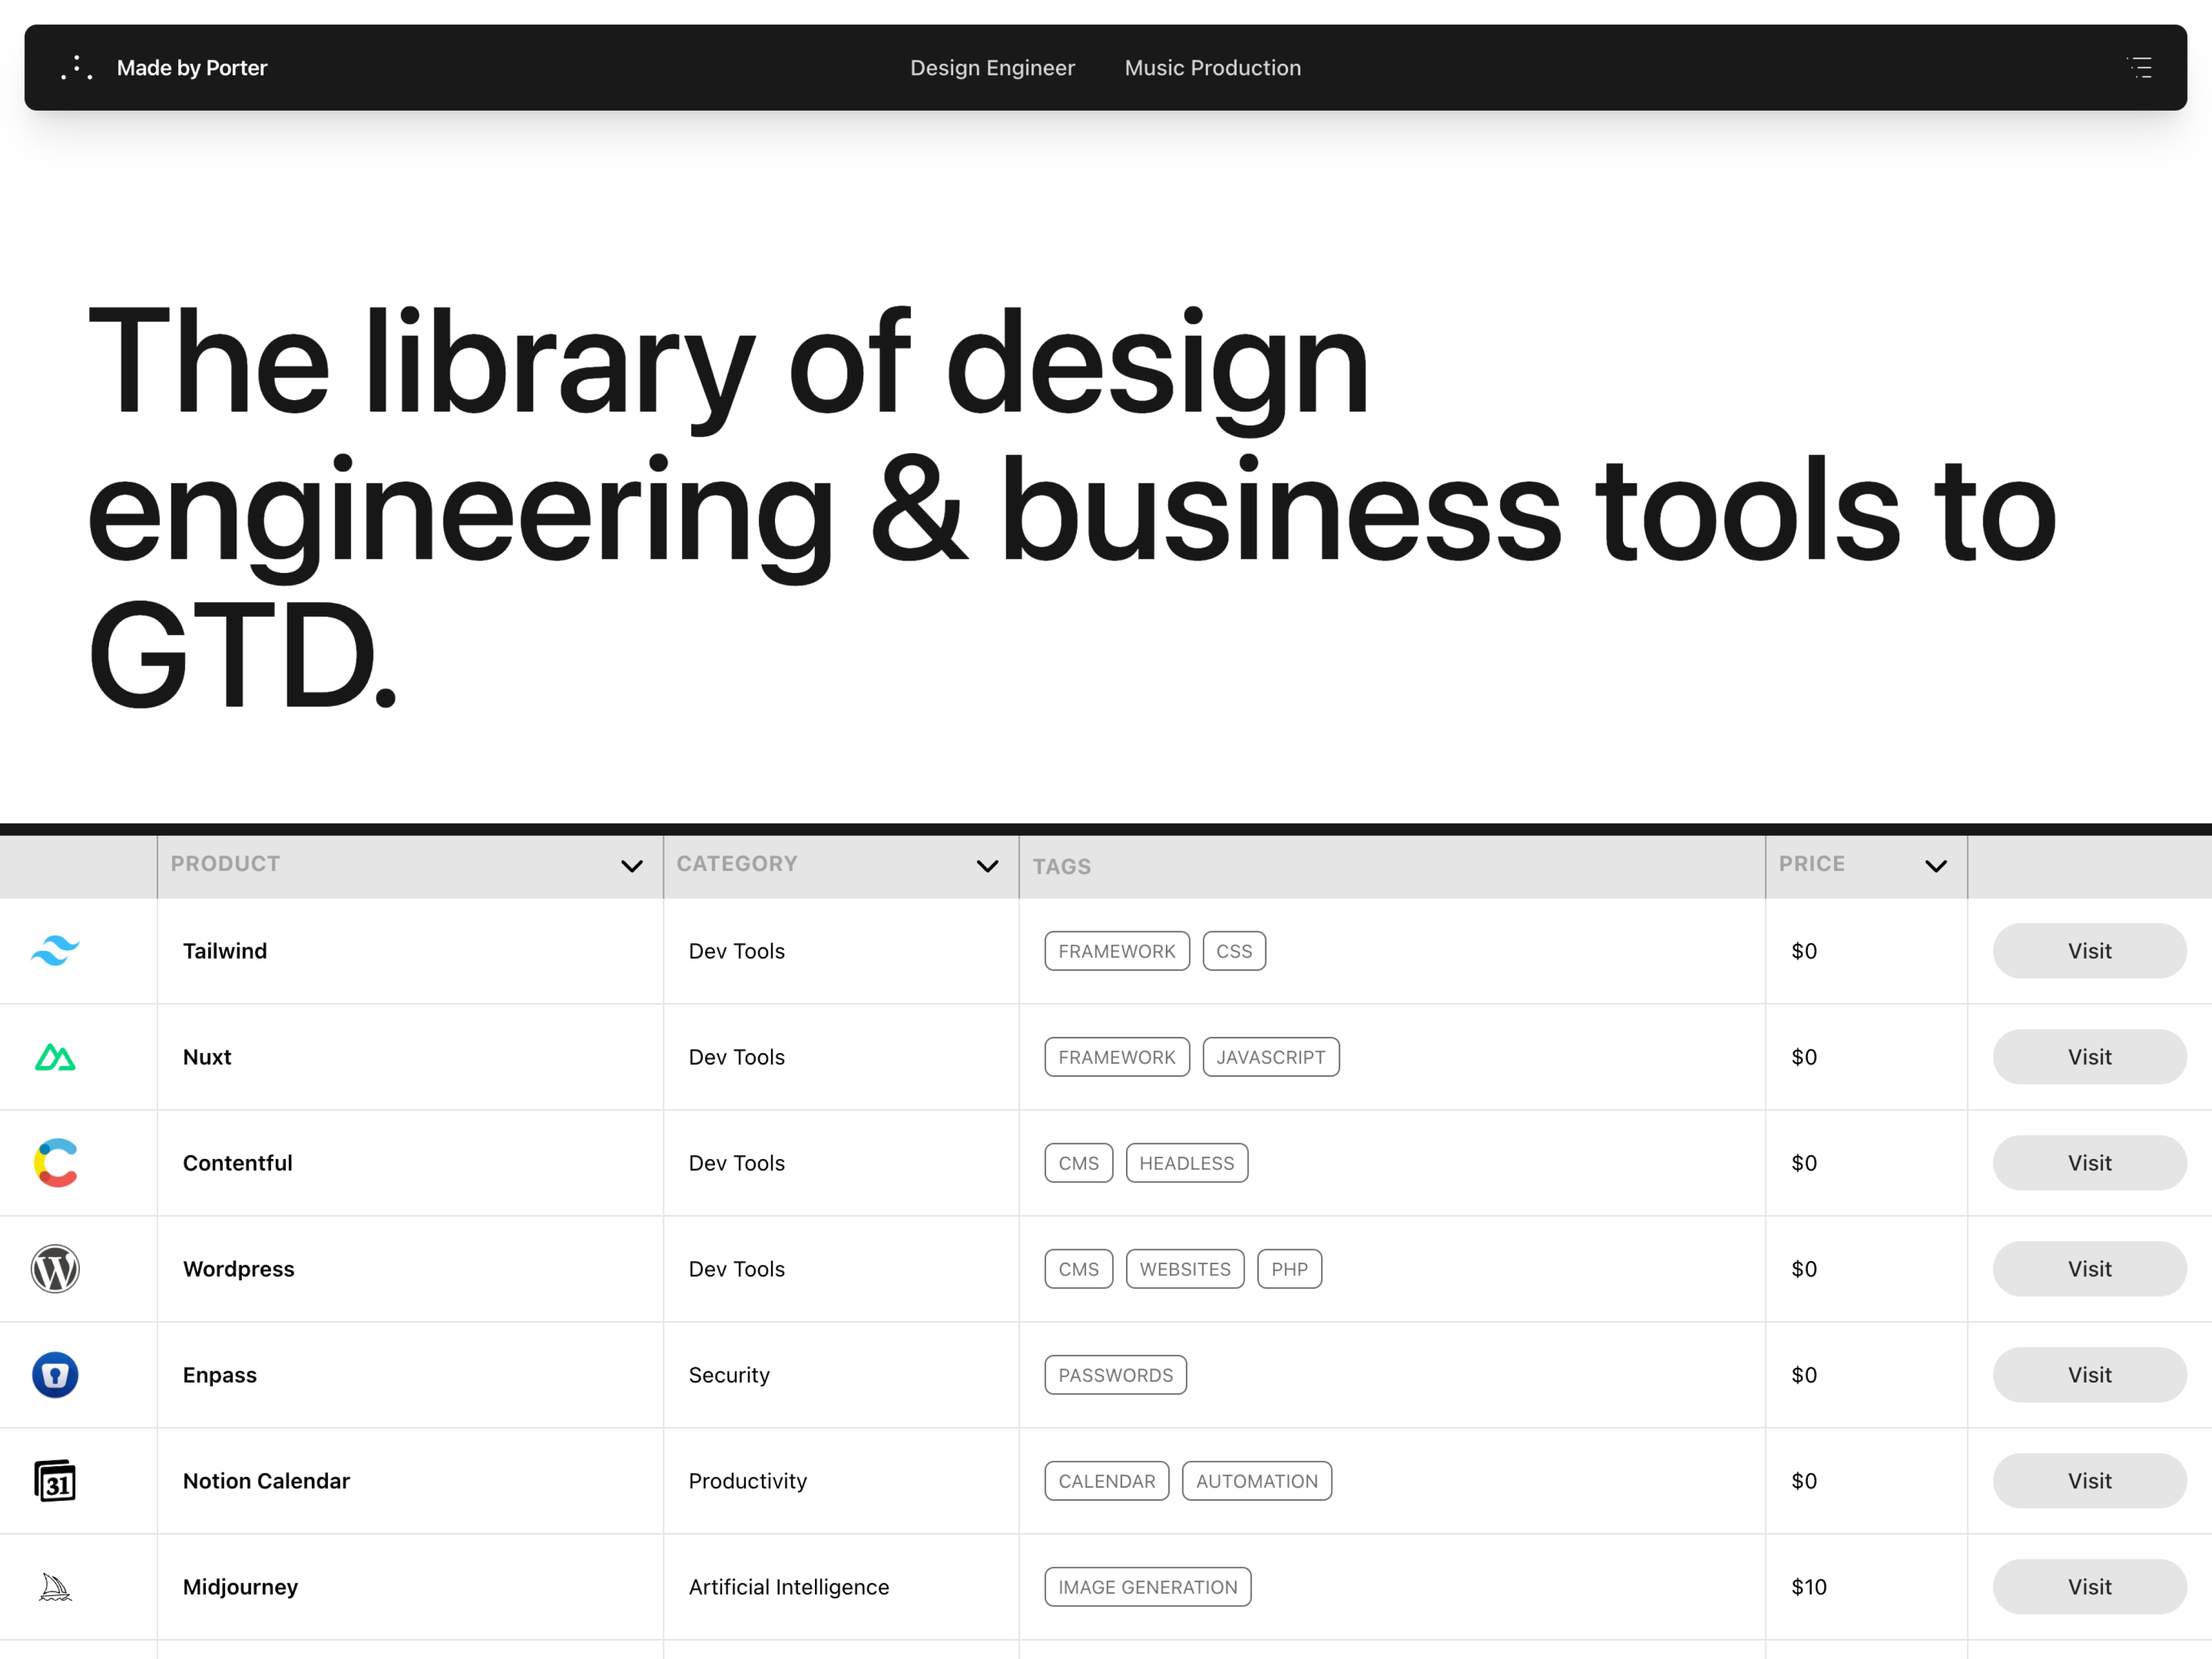 Made by Porter
Design Engineer
Music Production
The library of design
engineering & business tools to
GTD.
PRODUCT
CATEGORY
TAGS
PRICE
Tailwind
Dev Tools
FRAMEWORK
CSS
$0
Visit
Nuxt
Dev Tools
FRAMEWORK
JAVASCRIPT
$0
Visit
Contentful
Dev Tools
CMS
HEADLESS
$0
Visit
Wordpress
Dev Tools
CMS
WEBSITES
PHP
$0
Visit
Enpass
Security
PASSWORDS
$0
Visit
31
Notion Calendar
Productivity
CALENDAR
AUTOMATION
$0
Visit
Midjourney
Artificial Intelligence
IMAGE GENERATION
$10
Visit